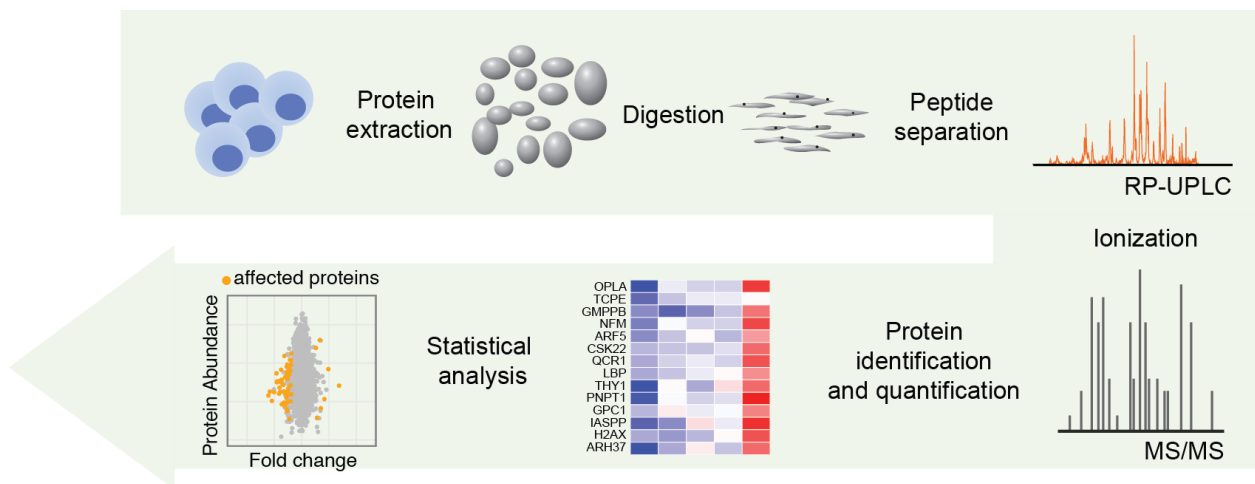 Protein
extraction
Digestion
Peptide
separation
RP-UPLC
Ionization
MS/MS
Protein
identification
and quantification
OPLA
TCPE
GMPPB
NFM
ARF5
CSK22
QCR1
LBP
THY1
PNPT1
GPC1
IASPP
H2AX
ARH37
Statistical
analysis
affected proteins
Protein Abundance
Fold change